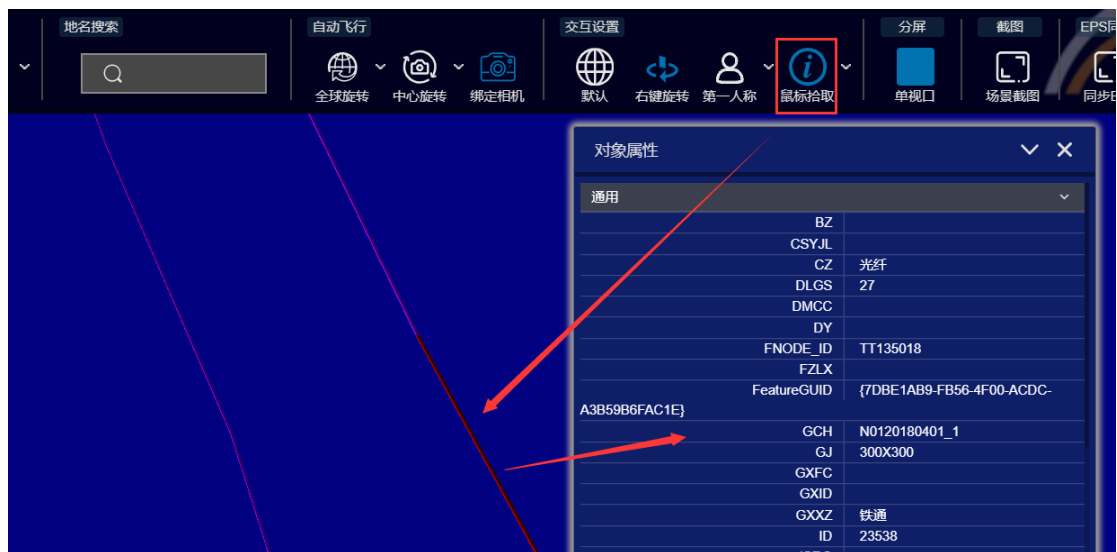 地名搜索
自动飞行
交互设置
分屏
截图
EPS同
全球旋转
中心旋转
绑定相机
默认
右键旋转
第一人称
鼠标拾取
单视口
场景截图
对象属性
通用
BZ
CSYJL
CZ 光纤
DLGS 27
DMCC
DY
FNODE_ID TT135018
FZLX
FeatureGUID {7DBE1AB9-FB56-4F00-ACDC-
A3B59B6FAC1E}
GCH N0120180401_1
GJ 300X300
GXFC
GXID
GXXZ 铁通
ID 23538